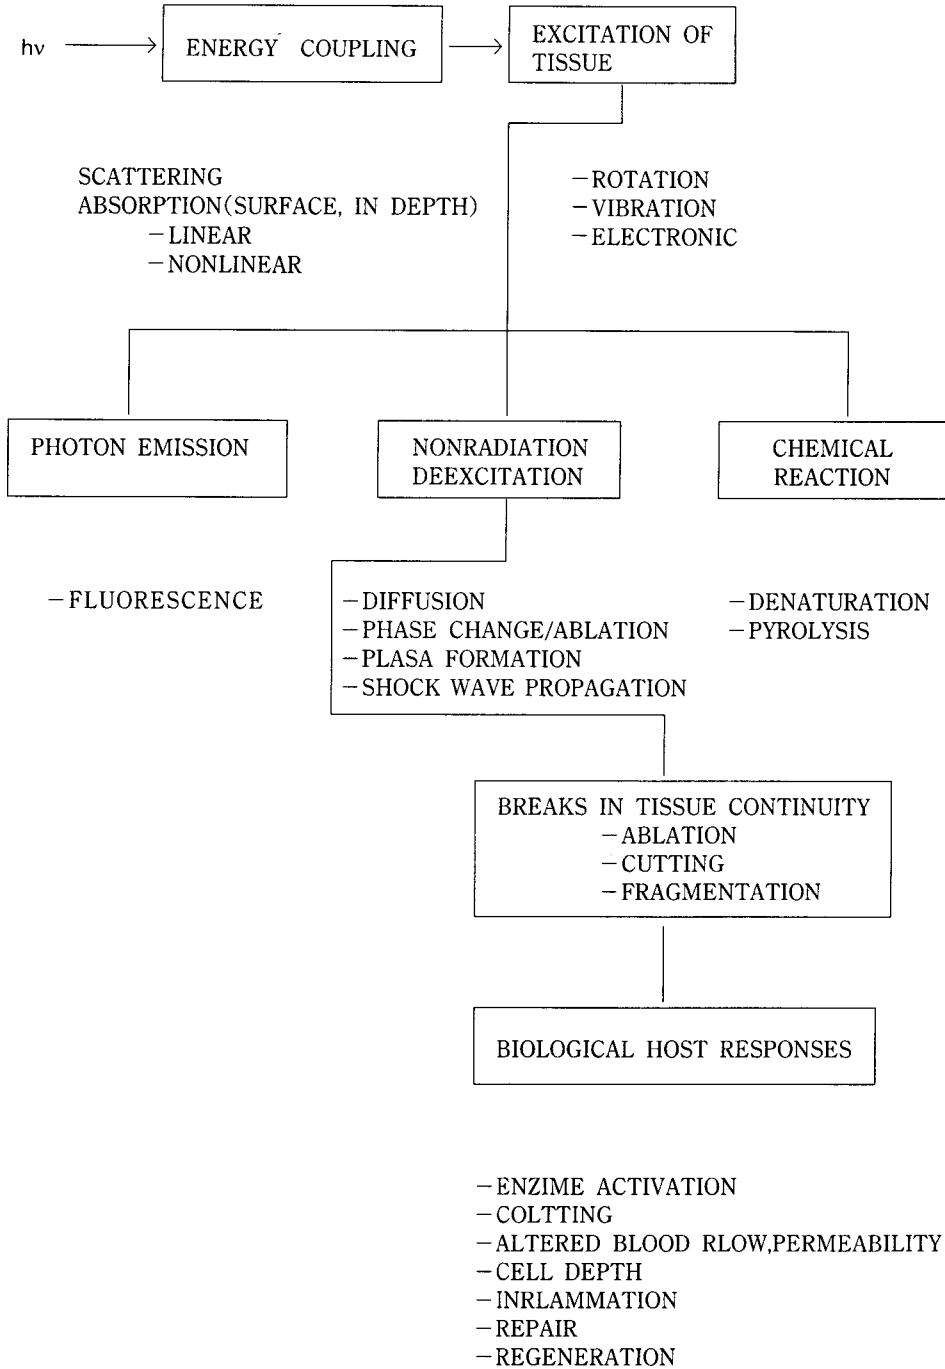 hν
ENERGY COUPLING
EXCITATION OF
TISSUE
SCATTERING
ABSORPTION(SURFACE, IN DEPTH)
－LINEAR
－NONLINEAR
－ROTATION
－VIBRATION
－ELECTRONIC
PHOTON EMISSION
NONRADIATION
DEEXCITATION
CHEMICAL
REACTION
－FLUORESCENCE
－DIFFUSION
－PHASE CHANGE/ABLATION
－PLASA FORMATION
－SHOCK WAVE PROPAGATION
－DENATURATION
－PYROLYSIS
BREAKS IN TISSUE CONTINUITY
－ABLATION
－CUTTING
－FRAGMENTATION
BIOLOGICAL HOST RESPONSES
－ENZIME ACTIVATION
－COLTTING
－ALTERED BLOOD RLOW,PERMEABILITY
－CELL DEPTH
－INRLAMMATION
－REPAIR
－REGENERATION